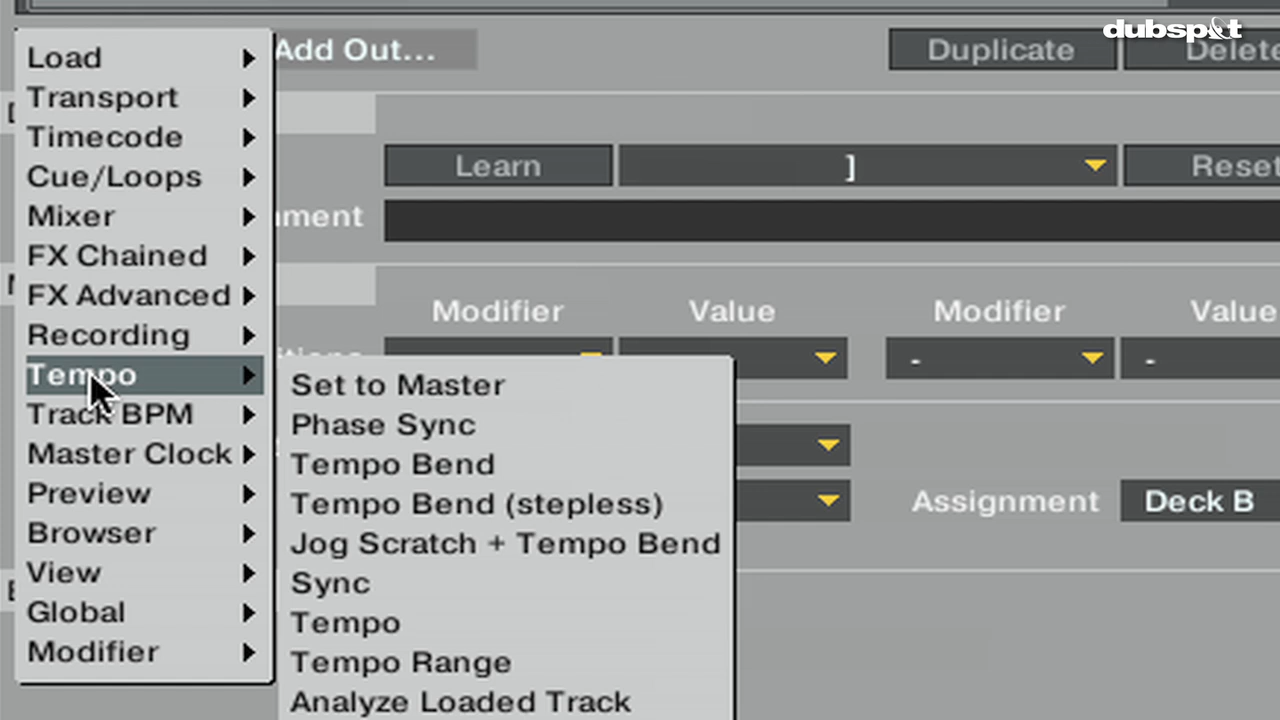 dubspot
Add Out...
Duplicate
Delete
Load
Transport
Timecode
Cue/Loops
Mixer
FX Chained
FX Advanced
Recording
Tempo
Track BPM
Master Clock
Preview
Browser
View
Global
Modifier
Learn
]
Reset
Modifier
Value
Modifier
Value
-
-
Set to Master
Phase Sync
Tempo Bend
Tempo Bend (stepless)
Jog Scratch + Tempo Bend
Sync
Tempo
Tempo Range
Analyze Loaded Track
Assignment
Deck B